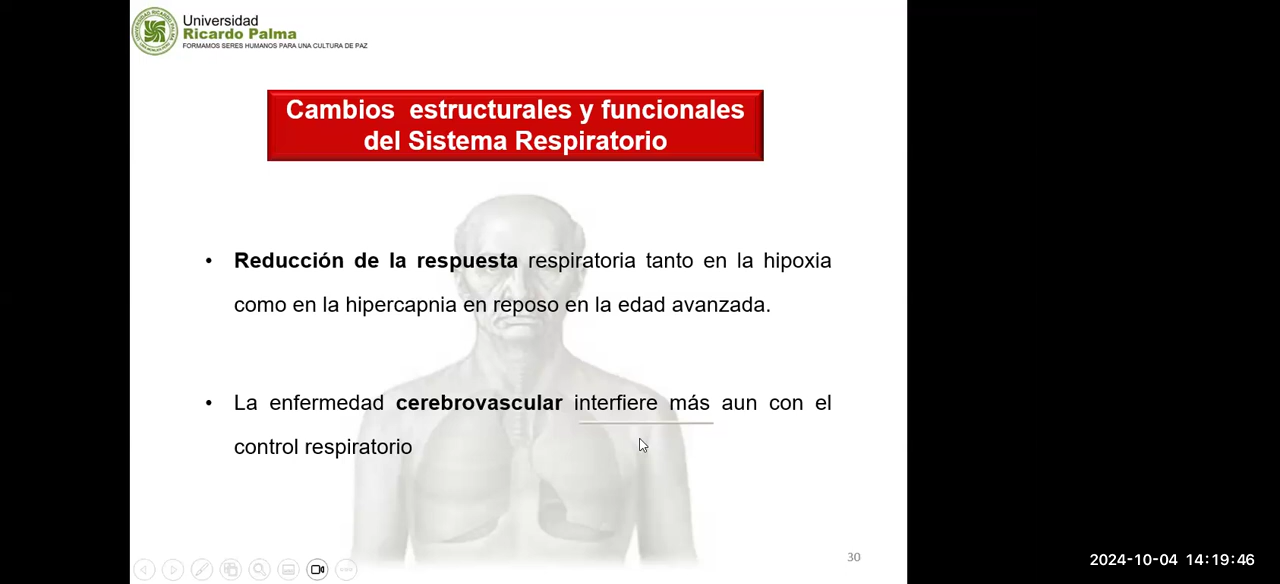 Universidad
Ricardo Palma
FORMAMOS SERES HUMANOS PARA UNA CULTURA DE PAZ
Cambios estructurales y funcionales
del Sistema Respiratorio
• Reducción de la respuesta respiratoria tanto en la hipoxia
como en la hipercapnia en reposo en la edad avanzada.
• La enfermedad cerebrovascular interfiere más aun con el
control respiratorio
30
2024-10-04 14:19:46